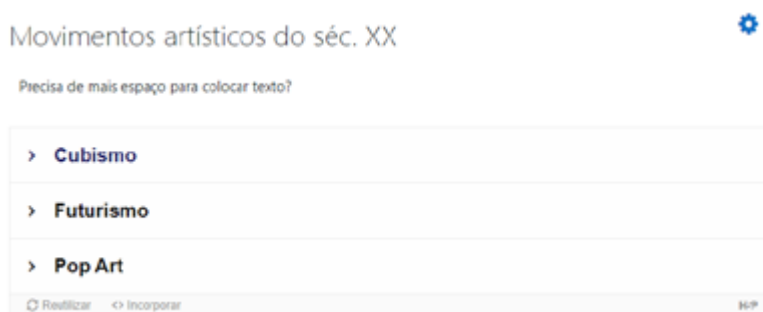 Movimentos artísticos do séc. XX
Precisa de mais espaço para colocar texto?
Cubismo
Futurismo
Pop Art
Reutilizar <> Incorporar
H-P